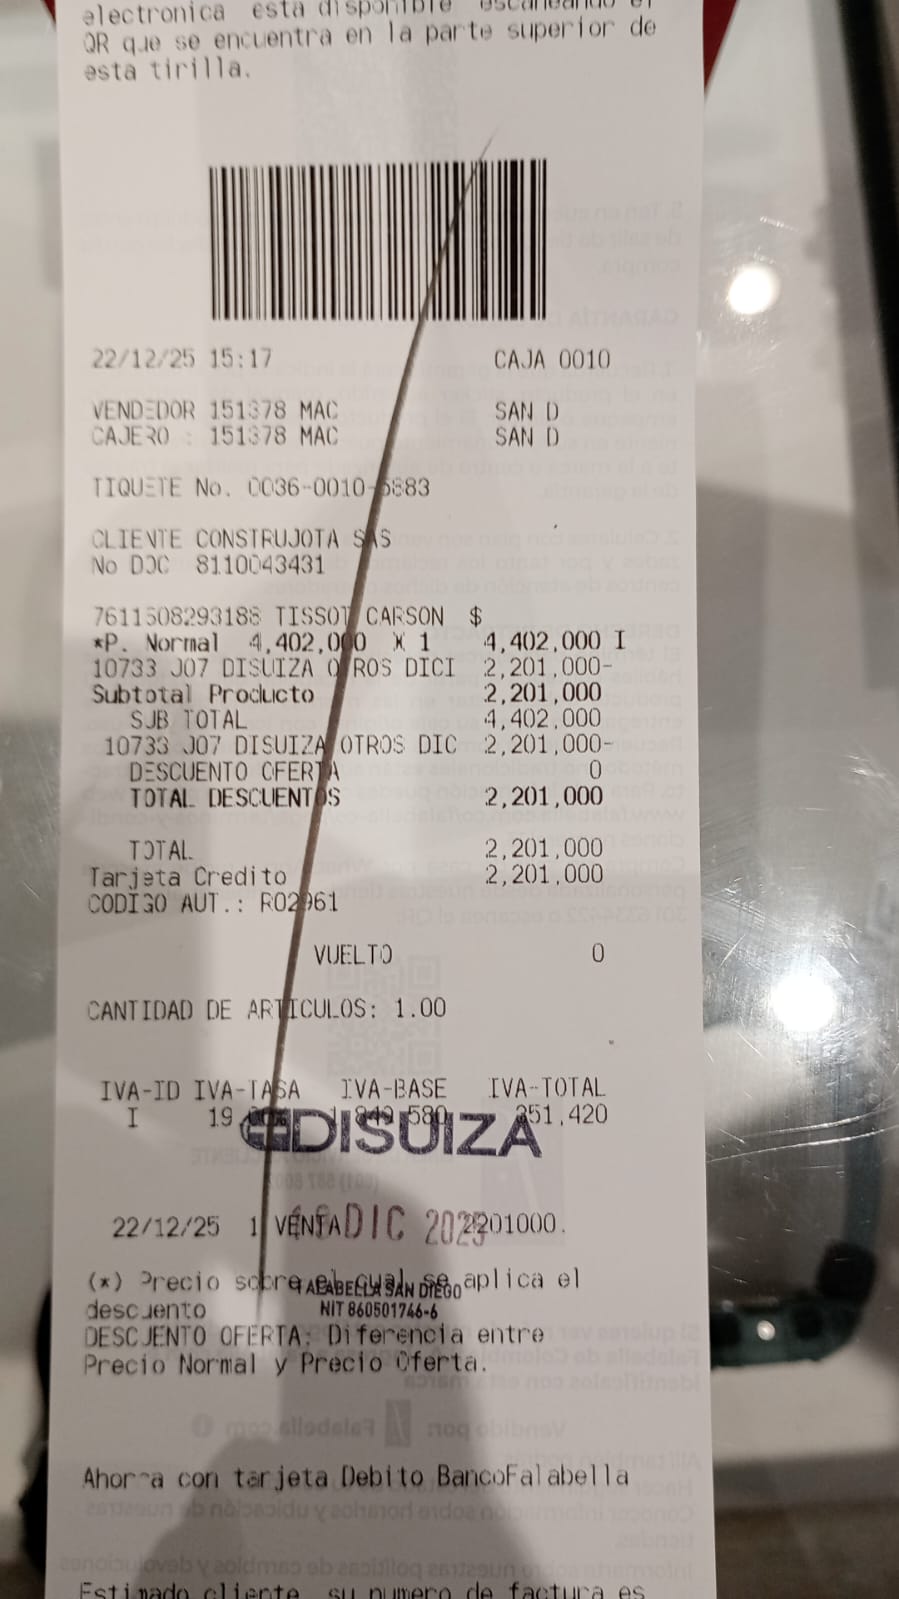 electronica esta disponible escaneando el
QR que se encuentra en la parte superior de
esta tirilla.
22/12/25 15:17 CAJA 0010
VENDEDOR 151378 MAC SAN D
CAJERO : 151378 MAC SAN D
TIQUETE No. 0036-0010-5883
CLIENTE CONSTRUJOTA SAS
No DOC 8110043431
7611608293188 TISSOT CARSON $
*P. Normal 4,402,000 X 1 4,402,000 I
10733 J07 DISUIZA OTROS DICI 2,201,000-
Subtotal Producto 2,201,000
SUB TOTAL 4,402,000
10733 J07 DISUIZA OTROS DIC 2,201,000-
DESCUENTO OFERTA 0
TOTAL DESCUENTOS 2,201,000
TOTAL 2,201,000
Tarjeta Credito 2,201,000
CODIGO AUT.: R02961
VUELTO 0
CANTIDAD DE ARTICULOS: 1.00
IVA-ID IVA-TASA IVA-BASE IVA-TOTAL
I 19 1,849,580 351,420
DISUIZA
22/12/25 1 VENTA 2201000.
DIC 2025
(*) Precio sobre el cual se aplica el
FALABELLA SAN DIEGO
descuento
NIT 860501746-6
DESCUENTO OFERTA: Diferencia entre
Precio Normal y Precio Oferta.
Ahorra con tarjeta Debito BancoFalabella
Estimado cliente, su numero de factura es